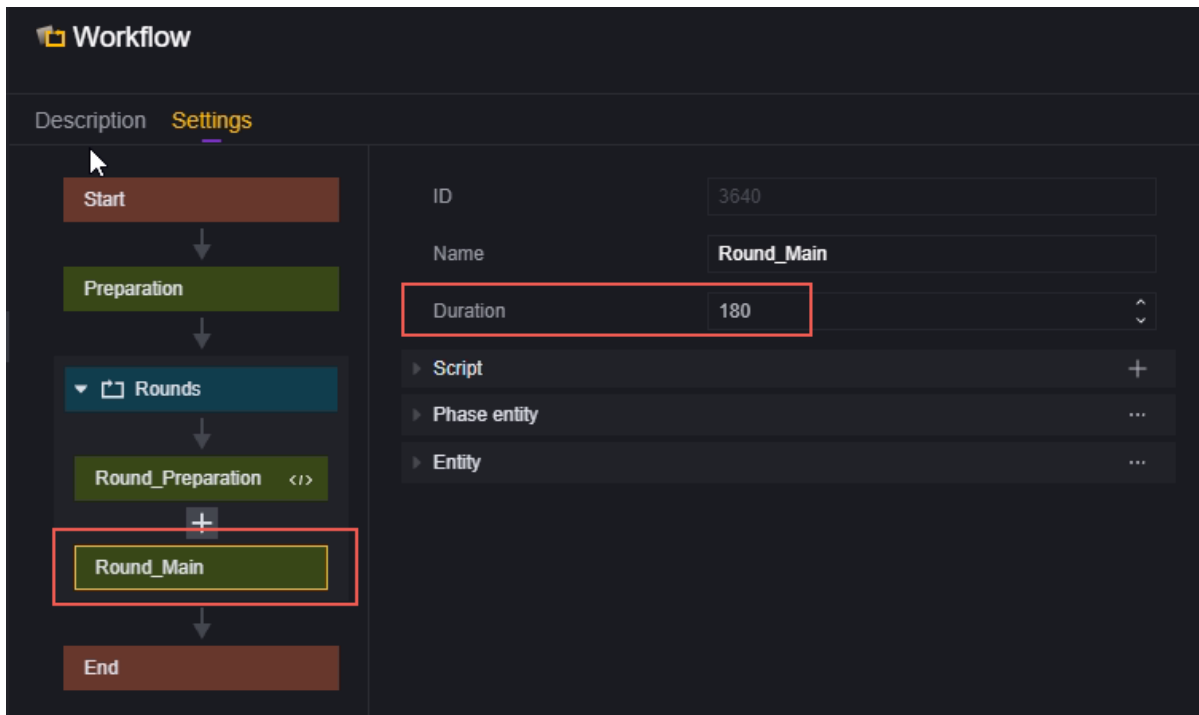 Workflow
Description Settings
Start
Preparation
Rounds
Round_Preparation </>
Round_Main
End
ID 3640
Name Round_Main
Duration 180
Script
Phase entity
Entity